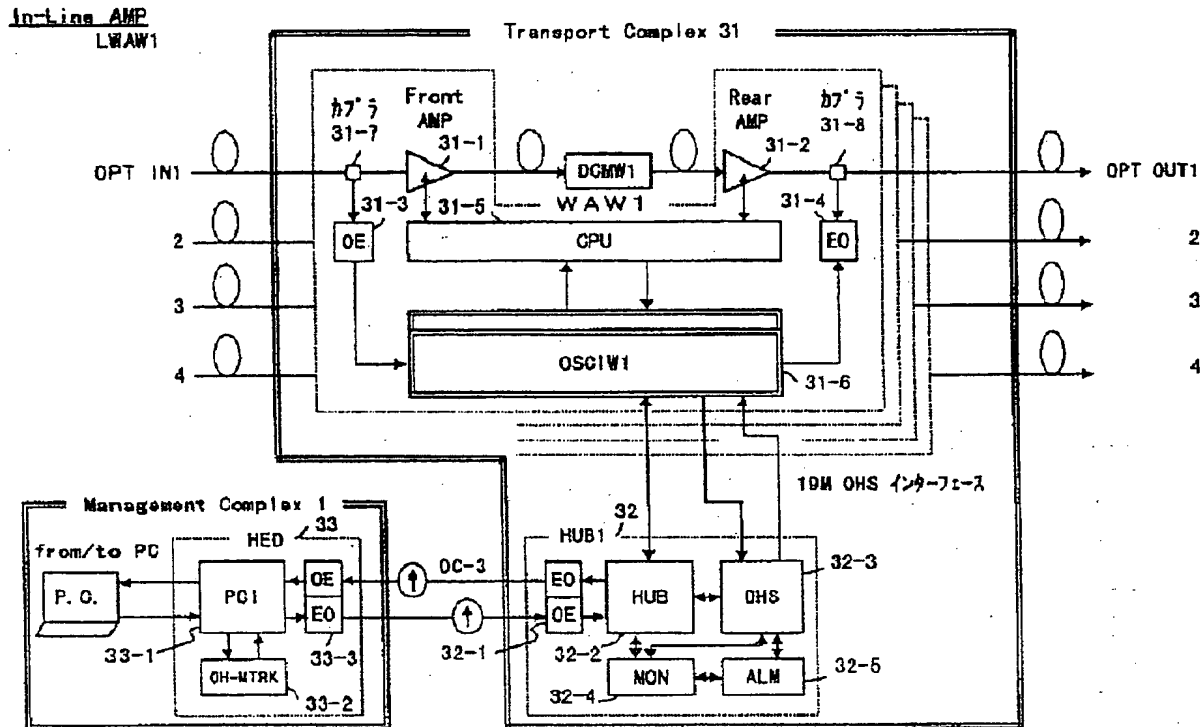 In-Line AMP
LWAW1
Transport Complex 31
カプラ
31-7
Front
AMP
31-1
Rear
AMP
31-2
カプラ
31-8
OPT IN1
DCMW1
OPT OUT1
31-3
31-5
WAW1
31-4
OE
CPU
EO
2
2
3
3
4
4
OSCIW1
31-6
19M OHS インターフェース
Management Complex 1
33
32
from/to PC
HED
HUB1
32-3
P.C.
PCI
OE
EO
OC-3
EO
OE
HUB
OHS
33-1
33-3
32-1
32-2
32-5
OH-MTRK
33-2
MON
ALM
32-4